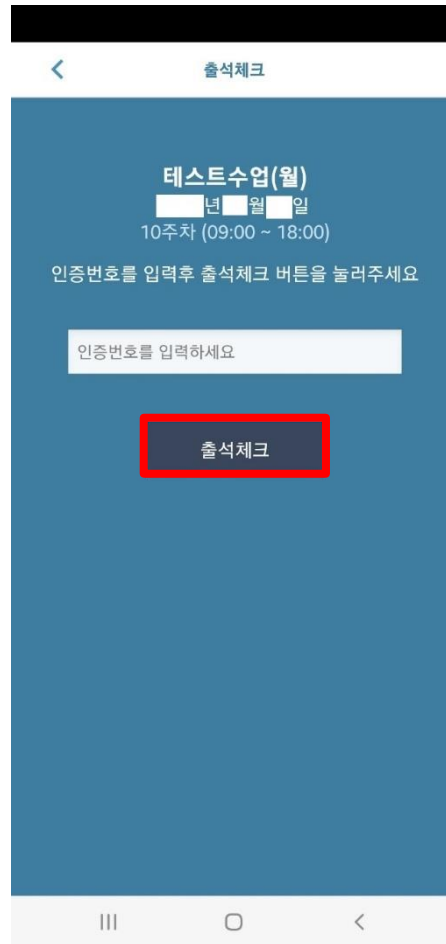 출석체크
테스트수업(월)
년 월 일
10주차 (09:00 ~ 18:00)
인증번호를 입력후 출석체크 버튼을 눌러주세요
인증번호를 입력하세요
출석체크